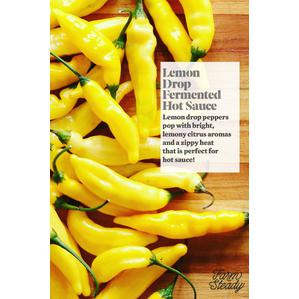 Lemon
Drop
Fermented
Hot Sauce
Lemon drop peppers
pop with bright,
lemony citrus aromas
and a zippy heat
that is perfect for
hot sauce!
Farm
Steady